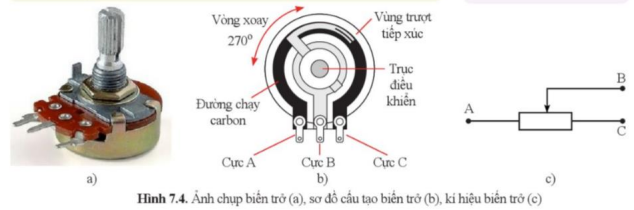 Vòng xoay
270°
Vùng trượt
tiếp xúc
Trục
điều
khiển
Đường chạy
carbon
Cực A
Cực B
Cực C
A
B
C
a)
b)
c)
Hình 7.4. Ảnh chụp biến trở (a), sơ đồ cấu tạo biến trở (b), kí hiệu biến trở (c)